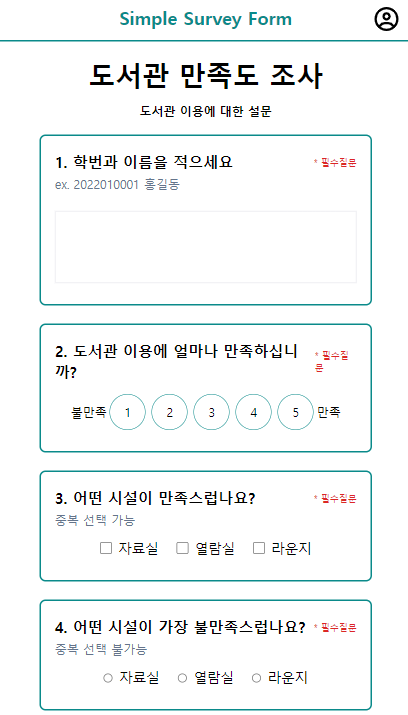 Simple Survey Form
도서관 만족도 조사
도서관 이용에 대한 설문
1. 학번과 이름을 적으세요
* 필수질문
ex. 2022010001 홍길동
2. 도서관 이용에 얼마나 만족하십니
까?
* 필수질
문
불만족 1 2 3 4 5 만족
3. 어떤 시설이 만족스럽나요?
* 필수질문
중복 선택 가능
자료실 열람실 라운지
4. 어떤 시설이 가장 불만족스럽나요?
* 필수질문
중복 선택 불가능
자료실 열람실 라운지